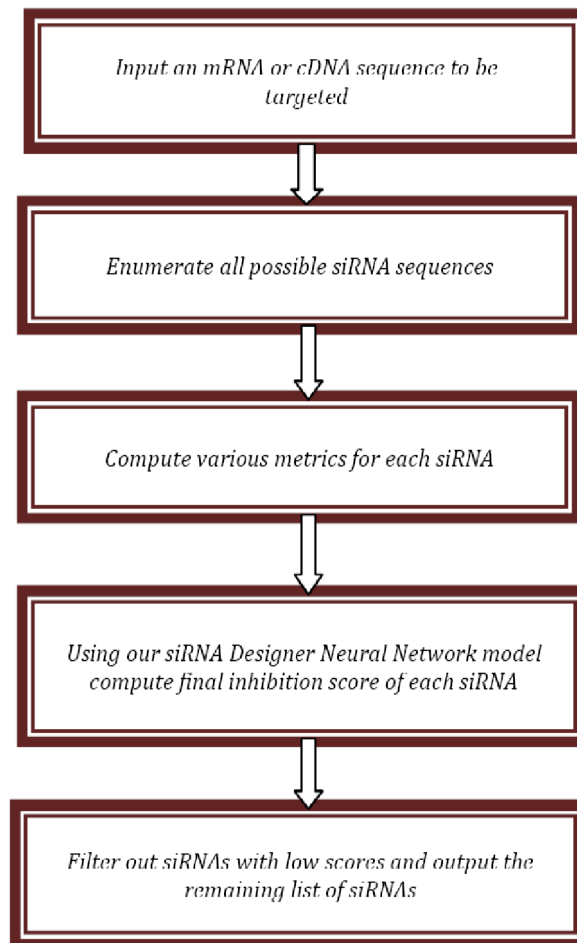 Input an mRNA or cDNA sequence to be
targeted
Enumerate all possible siRNA sequences
Compute various metrics for each siRNA
Using our siRNA Designer Neural Network model
compute final inhibition score of each siRNA
Filter out siRNAs with low scores and output the
remaining list of siRNAs